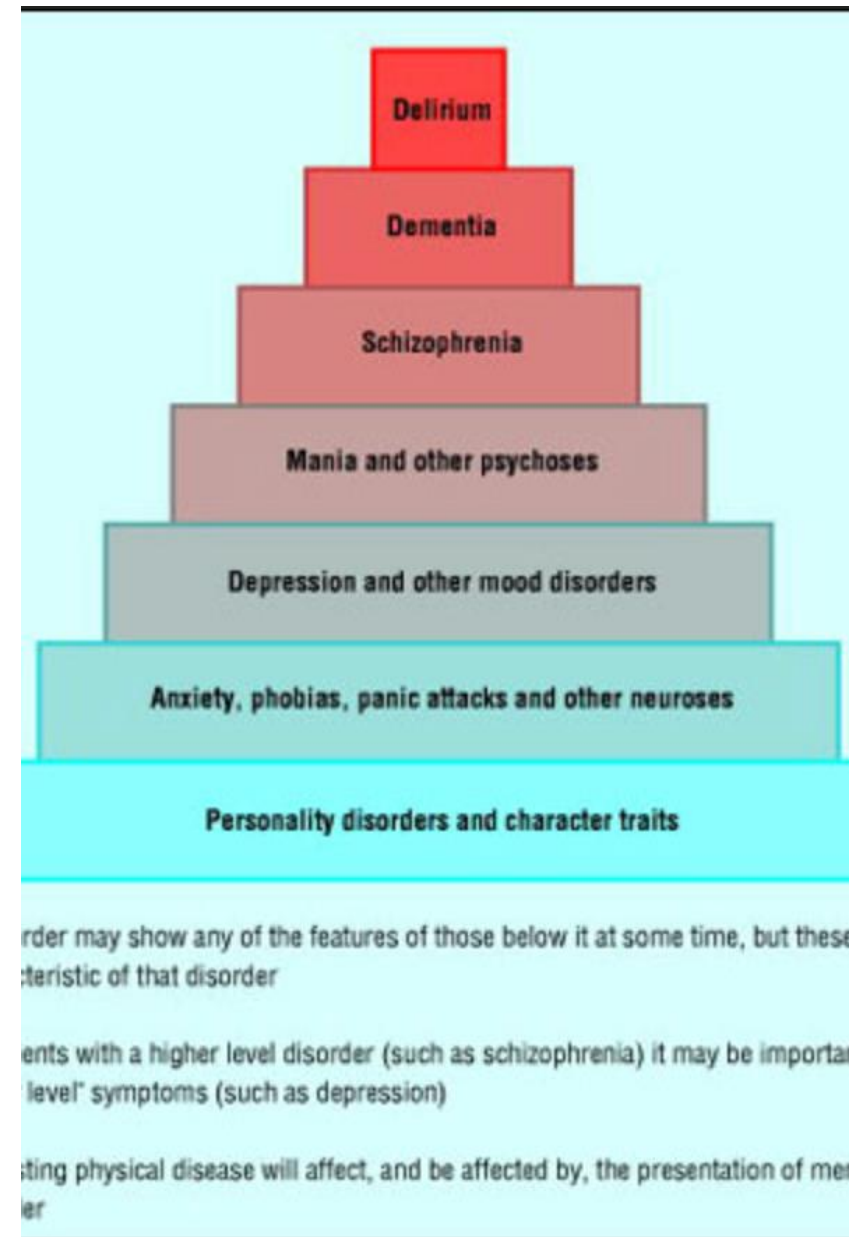 Delirium
Dementia
Schizophrenia
Mania and other psychoses
Depression and other mood disorders
Anxiety, phobias, panic attacks and other neuroses
Personality disorders and character traits
rder may show any of the features of those below it at some time, but these
cteristic of that disorder
ents with a higher level disorder (such as schizophrenia) it may be importa
level" symptoms (such as depression)
sting physical disease will affect, and be affected by, the presentation of me
er